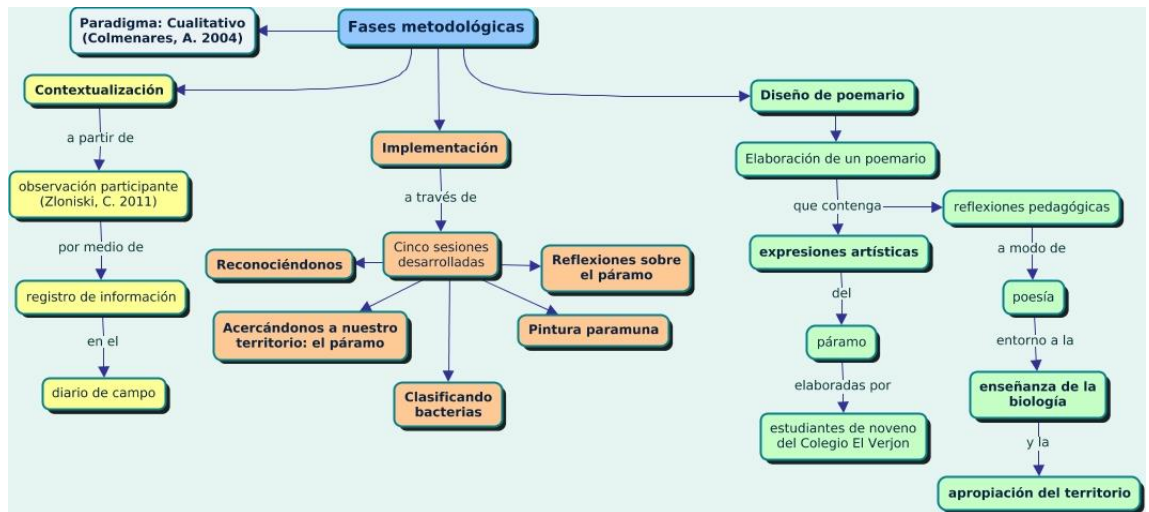 Fases metodológicas
Paradigma: Cualitativo
(Colmenares, A. 2004)
Contextualización
a partir de
observación participante
(Zloniski, C. 2011)
por medio de
registro de información
en el
diario de campo
Implementación
a través de
Cinco sesiones
desarrolladas
Reconociéndonos
Acercándonos a nuestro
territorio: el páramo
Clasificando
bacterias
Pintura paramuna
Reflexiones sobre
el páramo
Diseño de poemario
Elaboración de un poemario
que contenga
expresiones artísticas
del
páramo
elaboradas por
estudiantes de noveno
del Colegio El Verjon
reflexiones pedagógicas
a modo de
poesía
entorno a la
enseñanza de la
biología
y la
apropiación del territorio